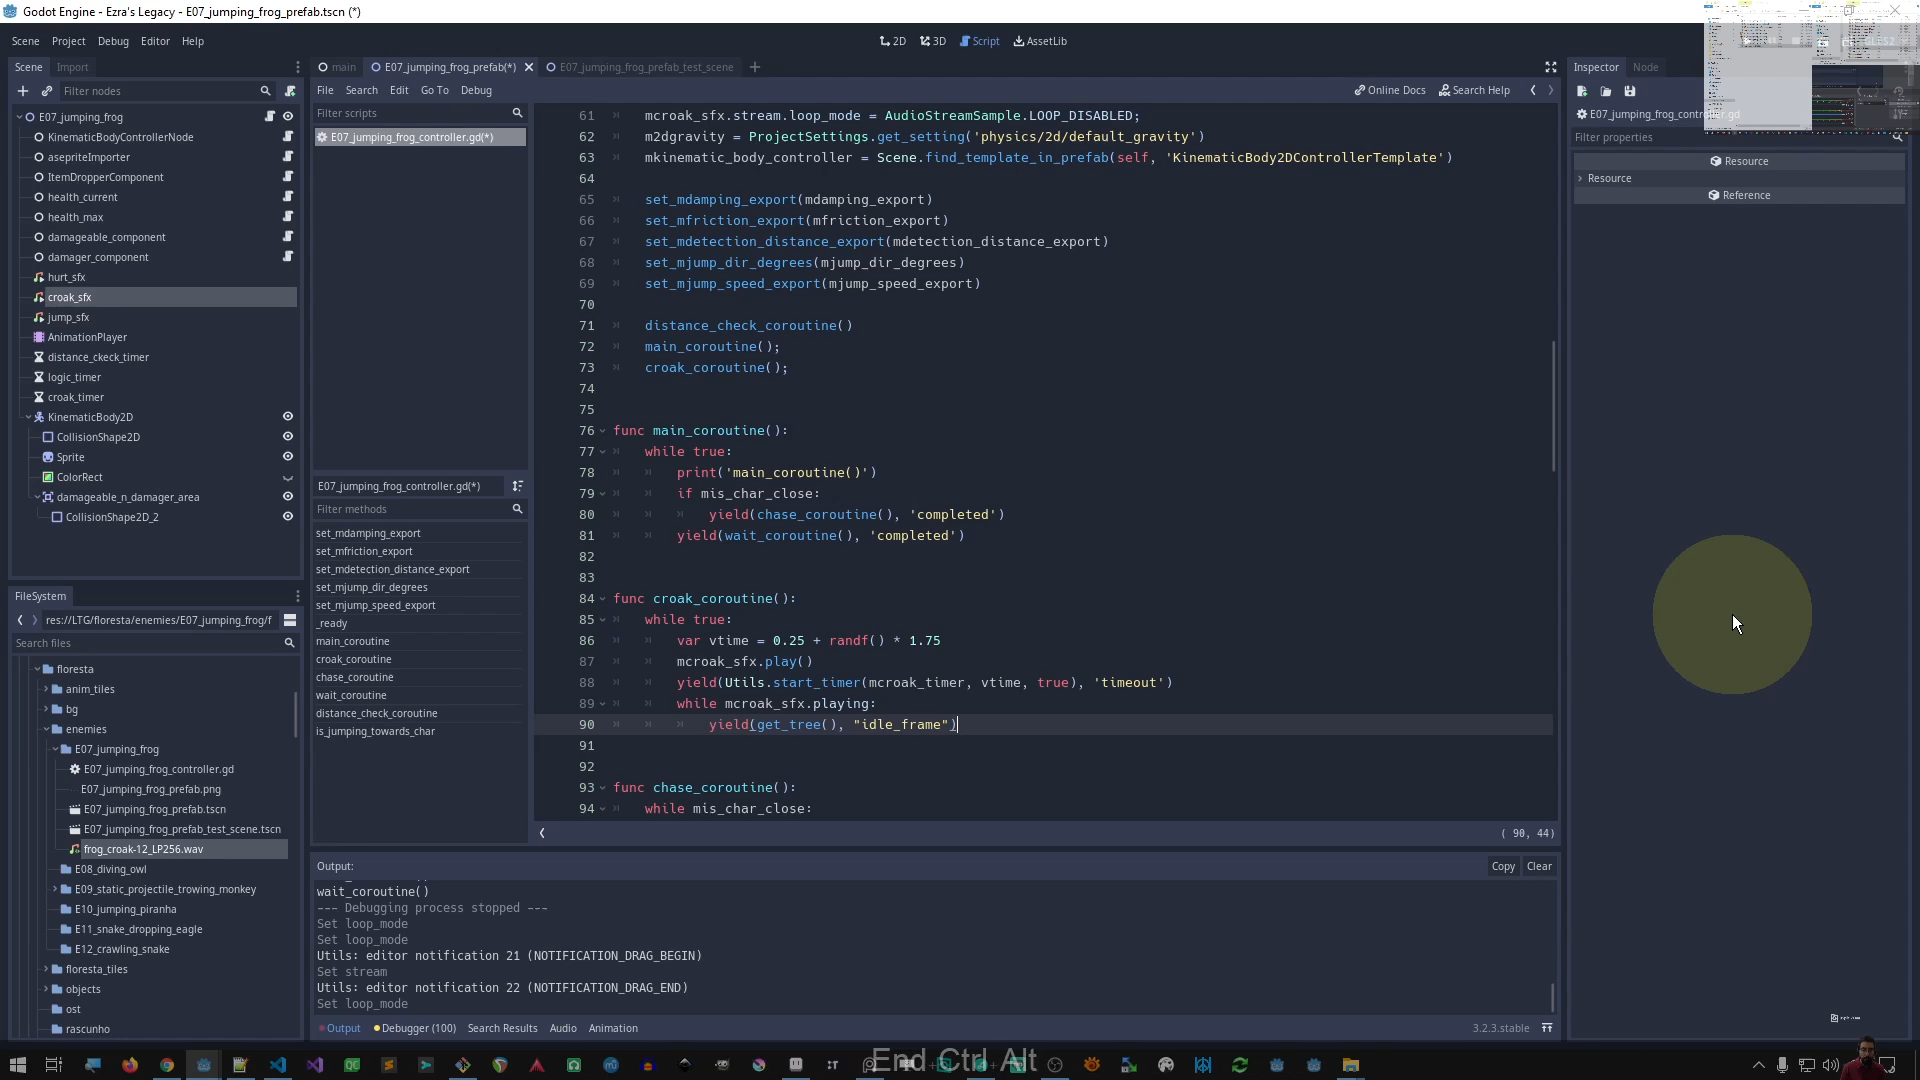 Godot Engine - Ezra's Legacy - E07_jumping_frog_prefab.tscn (*)
Scene Project Debug Editor Help
2D 3D Script AssetLib
Scene Import
main E07_jumping_frog_prefab(*) E07_jumping_frog_prefab_test_scene
Inspector Node
Filter nodes
File Search Edit Go To Debug
Online Docs Search Help
E07_jumping_frog
KinematicBodyControllerNode
asepriteImporter
ItemDropperComponent
health_current
health_max
damageable_component
damager_component
hurt_sfx
croak_sfx
jump_sfx
AnimationPlayer
distance_ckeck_timer
logic_timer
croak_timer
KinematicBody2D
CollisionShape2D
Sprite
ColorRect
damageable_n_damager_area
CollisionShape2D_2
Filter scripts
E07_jumping_frog_controller.gd(*)
E07_jumping_frog_controller.gd(*)
Filter methods
set_mdamping_export
set_mfriction_export
set_mdetection_distance_export
set_mjump_dir_degrees
set_mjump_speed_export
_ready
main_coroutine
croak_coroutine
chase_coroutine
wait_coroutine
distance_check_coroutine
is_jumping_towards_char
61 mcroak_sfx.stream.loop_mode = AudioStreamSample.LOOP_DISABLED;
62 m2dgravity = ProjectSettings.get_setting('physics/2d/default_gravity')
63 mkinematic_body_controller = Scene.find_template_in_prefab(self, 'KinematicBody2DControllerTemplate')
64
65 set_mdamping_export(mdamping_export)
66 set_mfriction_export(mfriction_export)
67 set_mdetection_distance_export(mdetection_distance_export)
68 set_mjump_dir_degrees(mjump_dir_degrees)
69 set_mjump_speed_export(mjump_speed_export)
70
71 distance_check_coroutine()
72 main_coroutine();
73 croak_coroutine();
74
75
76 func main_coroutine():
77 while true:
78 print('main_coroutine()')
79 if mis_char_close:
80 yield(chase_coroutine(), 'completed')
81 yield(wait_coroutine(), 'completed')
82
83
84 func croak_coroutine():
85 while true:
86 var vtime = 0.25 + randf() * 1.75
87 mcroak_sfx.play()
88 yield(Utils.start_timer(mcroak_timer, vtime, true), 'timeout')
89 while mcroak_sfx.playing:
90 yield(get_tree(), "idle_frame")
91
92
93 func chase_coroutine():
94 while mis_char_close:
( 90, 44)
E07_jumping_frog_controller.gd
Filter properties
Resource
Resource
Reference
FileSystem
res://LTG/floresta/enemies/E07_jumping_frog/f
Search files
floresta
anim_tiles
bg
enemies
E07_jumping_frog
E07_jumping_frog_controller.gd
E07_jumping_frog_prefab.png
E07_jumping_frog_prefab.tscn
E07_jumping_frog_prefab_test_scene.tscn
frog_croak-12_LP256.wav
E08_diving_owl
E09_static_projectile_trowing_monkey
E10_jumping_piranha
E11_snake_dropping_eagle
E12_crawling_snake
floresta_tiles
objects
ost
rascunho
Output: Copy Clear
wait_coroutine()
--- Debugging process stopped ---
Set loop_mode
Set loop_mode
Utils: editor notification 21 (NOTIFICATION_DRAG_BEGIN)
Set stream
Utils: editor notification 22 (NOTIFICATION_DRAG_END)
Set loop_mode
Output Debugger (100) Search Results Audio Animation 3.2.3.stable
End Ctrl Alt